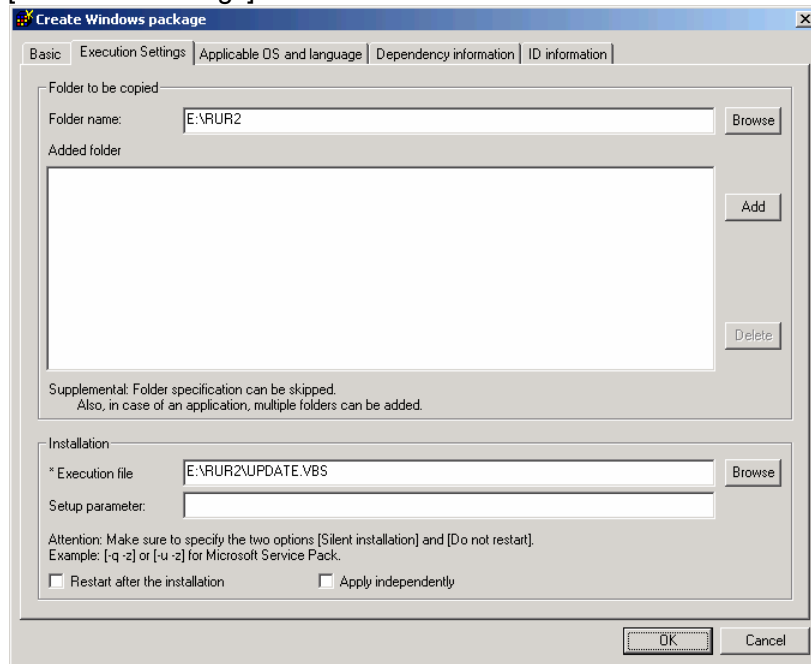 Create Windows package
Basic Execution Settings Applicable OS and language Dependency information ID information
Folder to be copied
Folder name: E:\RUR2 Browse
Added folder
Add
Delete
Supplemental: Folder specification can be skipped.
Also, in case of an application, multiple folders can be added.
Installation
* Execution file E:\RUR2\UPDATE.VBS Browse
Setup parameter:
Attention: Make sure to specify the two options [Silent installation] and [Do not restart].
Example: [-q -z] or [-u -z] for Microsoft Service Pack.
Restart after the installation Apply independently
OK Cancel